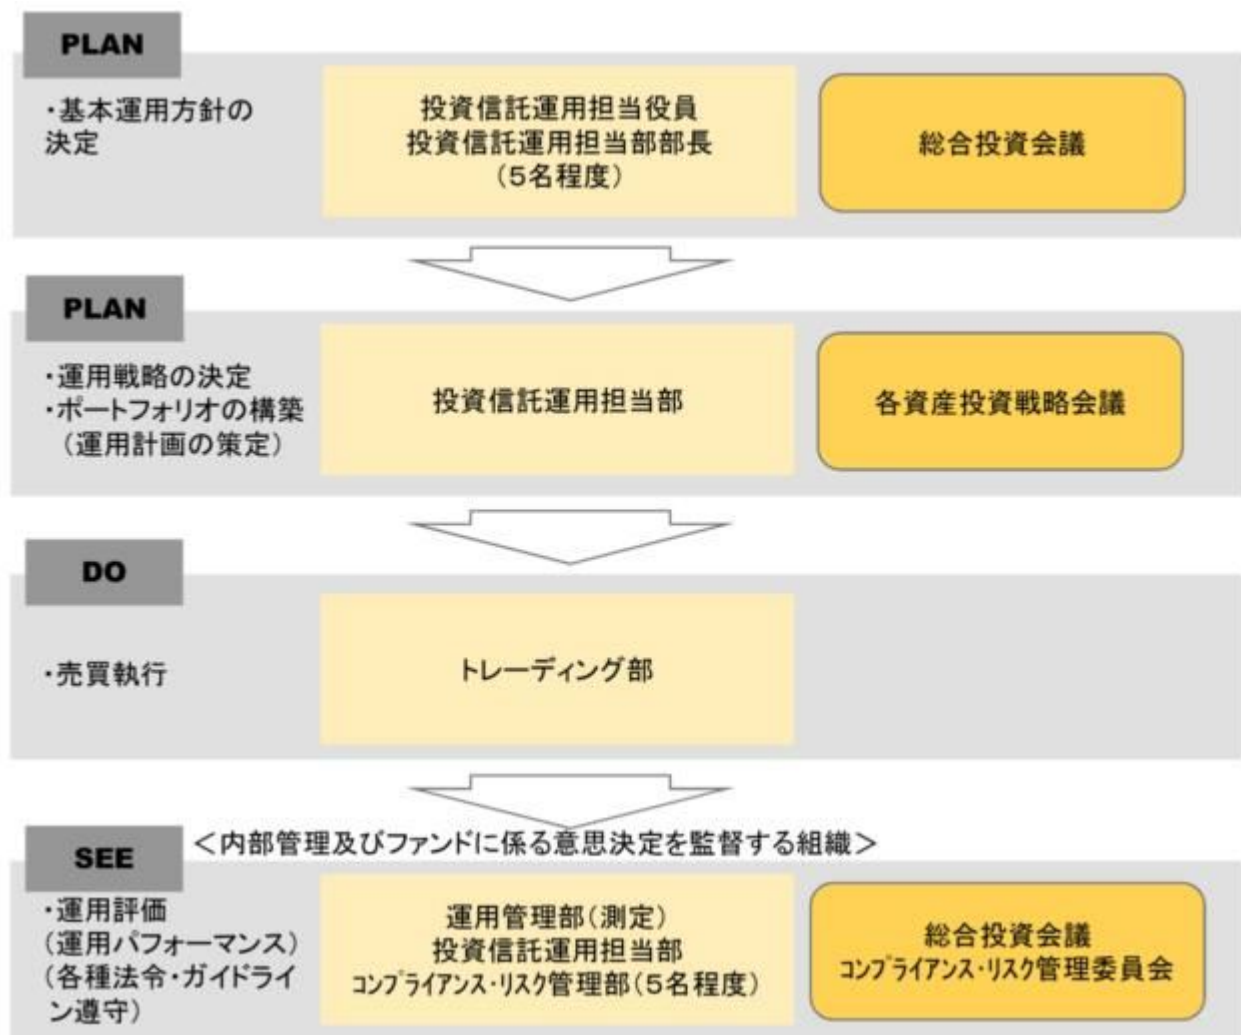 PLAN
・基本運用方針の
決定
投資信託運用担当役員
投資信託運用担当部部長
(5名程度)
総合投資会議
PLAN
・運用戦略の決定
・ポートフォリオの構築
(運用計画の策定)
投資信託運用担当部
各資産投資戦略会議
DO
・売買執行
トレーディング部
SEE
＜内部管理及びファンドに係る意思決定を監督する組織＞
・運用評価
(運用パフォーマンス)
(各種法令・ガイドライ
ン遵守)
運用管理部(測定)
投資信託運用担当部
ｺﾝﾌﾟﾗｲｱﾝｽ・ﾘｽｸ管理部(5名程度)
総合投資会議
ｺﾝﾌﾟﾗｲｱﾝｽ・ﾘｽｸ管理委員会